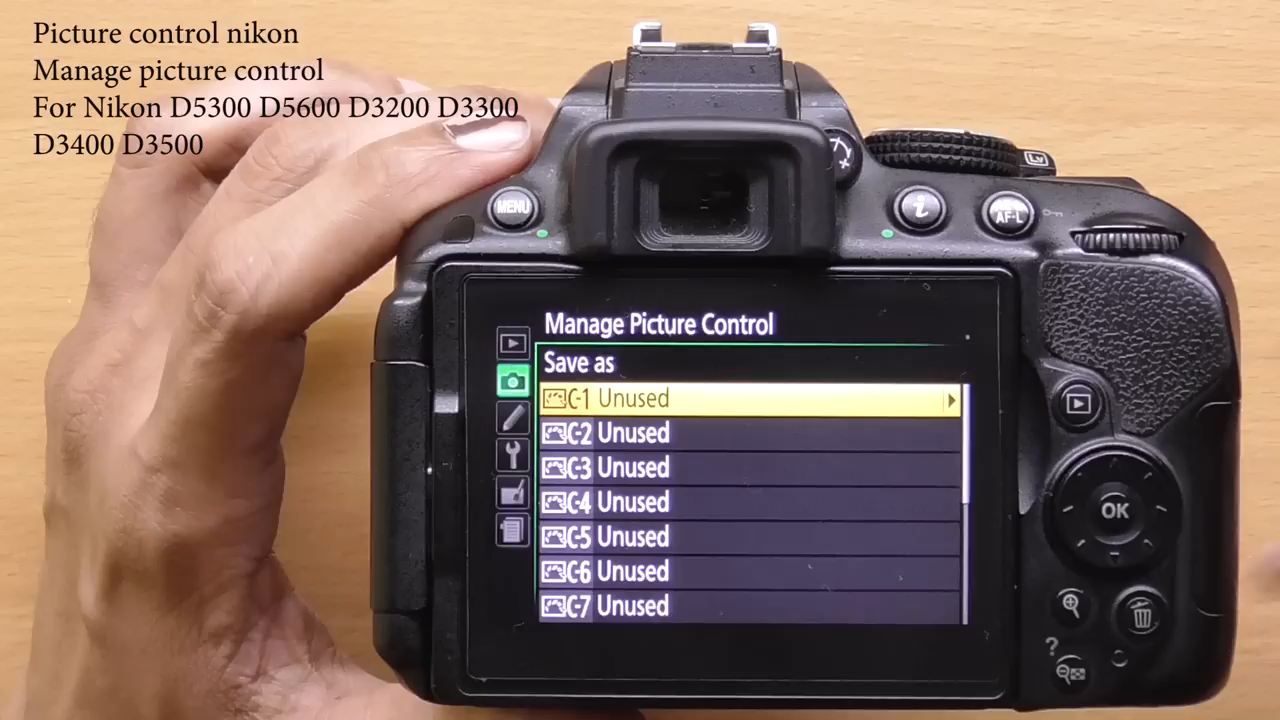 Picture control nikon
Manage picture control
For Nikon D5300 D5600 D3200 D3300
D3400 D3500
MENU
i
AF-L
Lv
Manage Picture Control
Save as
C-1 Unused
C-2 Unused
C-3 Unused
C-4 Unused
C-5 Unused
C-6 Unused
C-7 Unused
OK
?